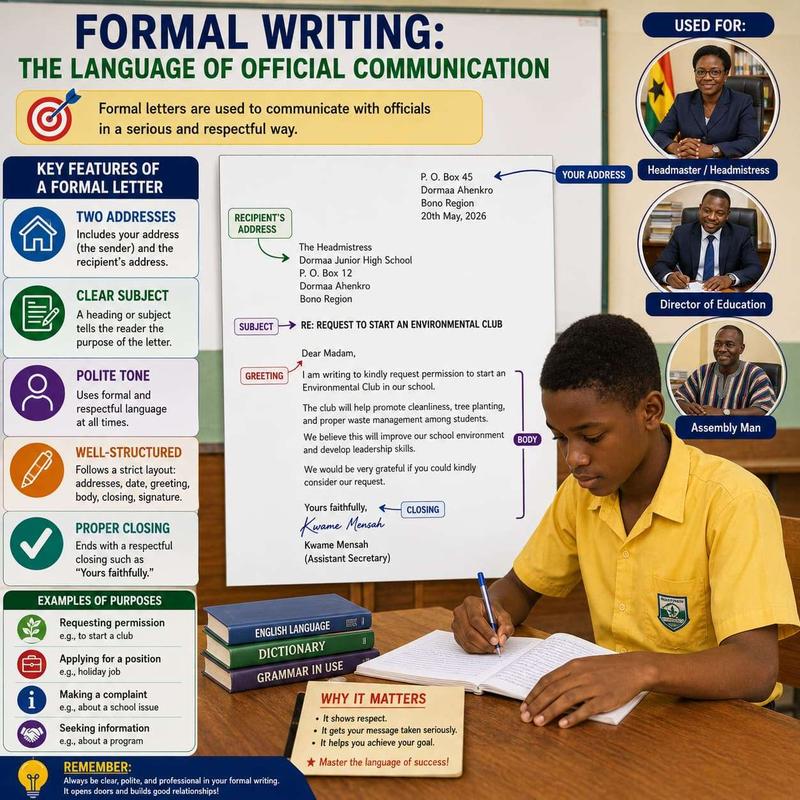 FORMAL WRITING:
THE LANGUAGE OF OFFICIAL COMMUNICATION
Formal letters are used to communicate with officials
in a serious and respectful way.
KEY FEATURES OF
A FORMAL LETTER
TWO ADDRESSES
Includes your address
(the sender) and the
recipient's address.
CLEAR SUBJECT
A heading or subject
tells the reader the
purpose of the letter.
POLITE TONE
Uses formal and
respectful language
at all times.
WELL-STRUCTURED
Follows a strict layout:
addresses, date, greeting,
body, closing, signature.
PROPER CLOSING
Ends with a respectful
closing such as
"Yours faithfully."
EXAMPLES OF PURPOSES
Requesting permission
e.g., to start a club
Applying for a position
e.g., holiday job
Making a complaint
e.g., about a school issue
Seeking information
e.g., about a program
REMEMBER:
Always be clear, polite, and professional in your formal writing.
It opens doors and builds good relationships!
P. O. Box 45
Dormaa Ahenkro
Bono Region
20th May, 2026
YOUR ADDRESS
RECIPIENT'S
ADDRESS
The Headmistress
Dormaa Junior High School
P. O. Box 12
Dormaa Ahenkro
Bono Region
SUBJECT
RE: REQUEST TO START AN ENVIRONMENTAL CLUB
Dear Madam,
GREETING
I am writing to kindly request permission to start an
Environmental Club in our school.
The club will help promote cleanliness, tree planting,
and proper waste management among students.
We believe this will improve our school environment
and develop leadership skills.
We would be very grateful if you could kindly
consider our request.
BODY
Yours faithfully,
CLOSING
Kwame Mensah
Kwame Mensah
(Assistant Secretary)
USED FOR:
Headmaster / Headmistress
Director of Education
Assembly Man
ENGLISH LANGUAGE
DICTIONARY
GRAMMAR IN USE
WHY IT MATTERS
• It shows respect.
• It gets your message taken seriously.
• It helps you achieve your goal.
★ Master the language of success!